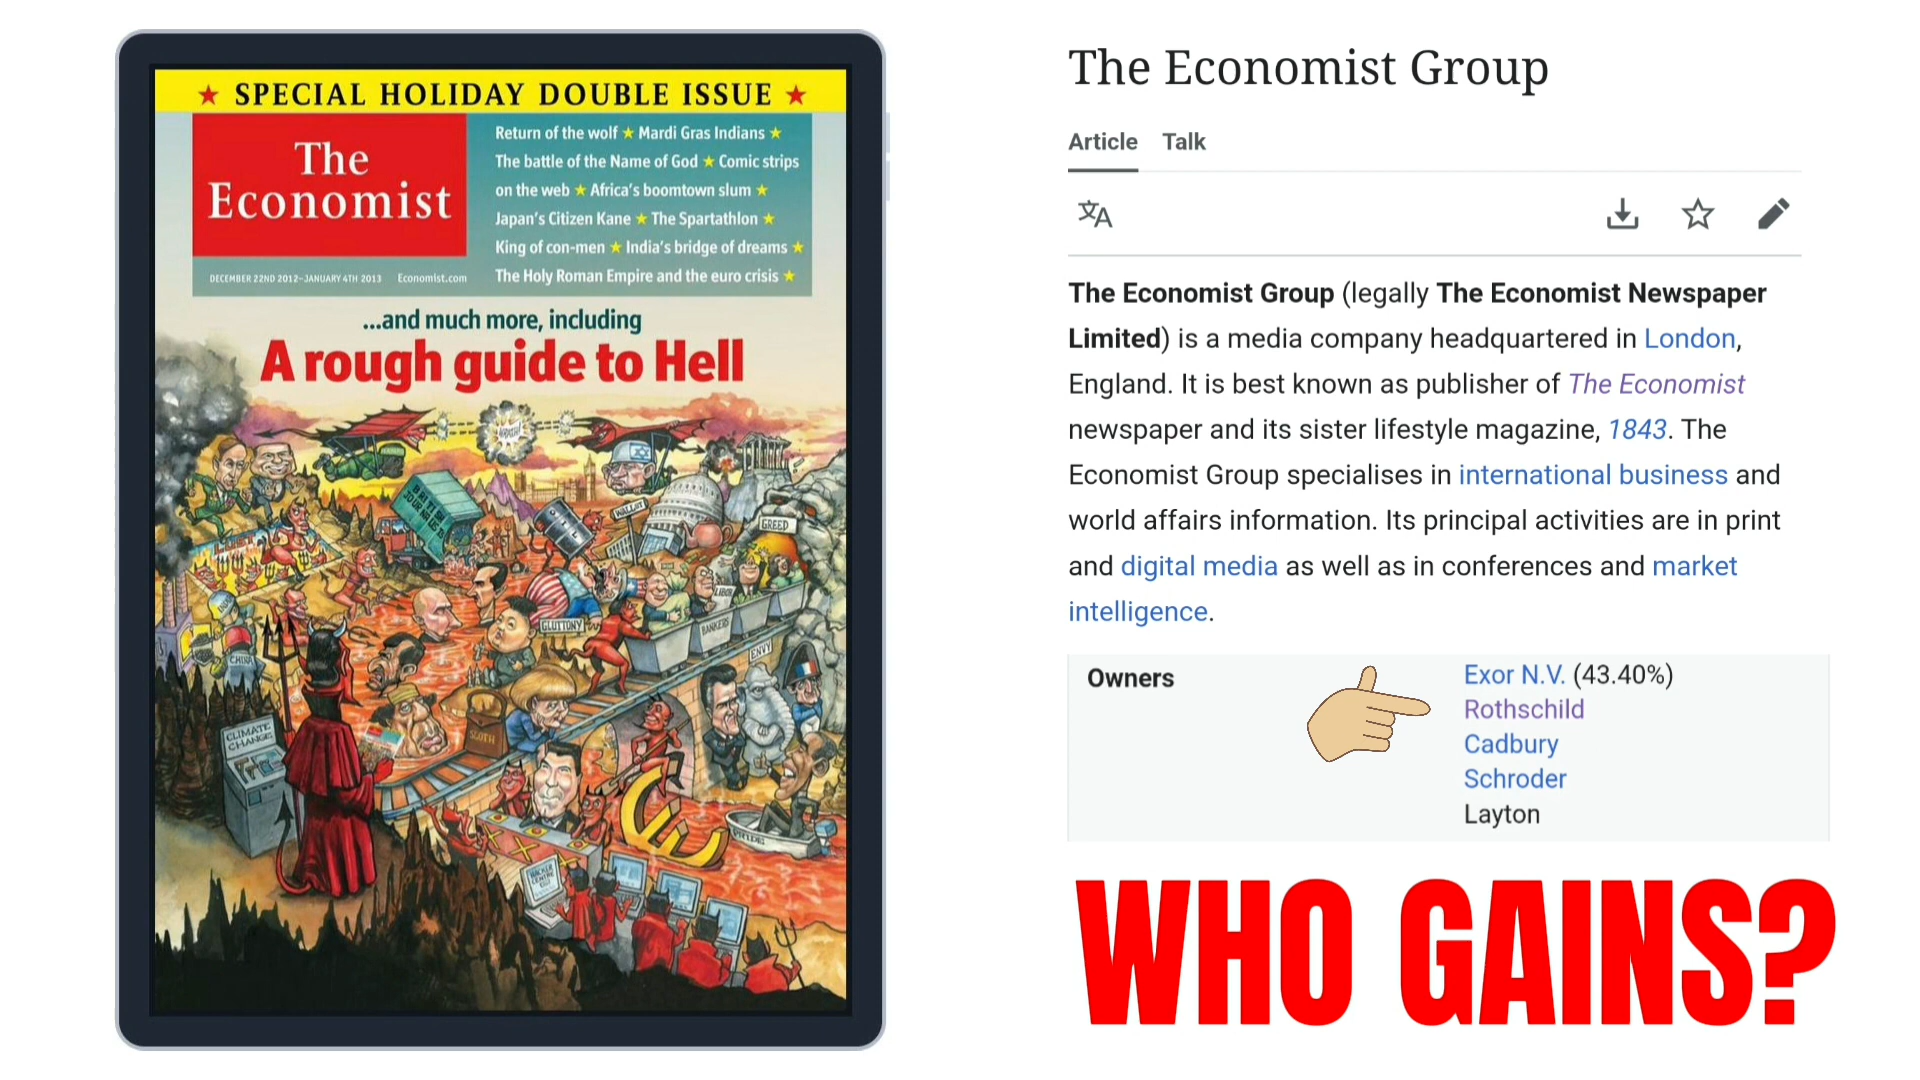 ★ SPECIAL HOLIDAY DOUBLE ISSUE ★
The
Economist
DECEMBER 22ND 2012–JANUARY 4TH 2013 Economist.com
Return of the wolf ★ Mardi Gras Indians ★
The battle of the Name of God ★ Comic strips
on the web ★ Africa's boomtown slum ★
Japan's Citizen Kane ★ The Spartathlon ★
King of con-men ★ India's bridge of dreams ★
The Holy Roman Empire and the euro crisis ★
...and much more, including
A rough guide to Hell
GREED
LUST
OIL
GLUTTONY
BANKERS
ENVY
CHINA
CLIMATE
CHANGE
SLOTH
The Economist Group
Article Talk
The Economist Group (legally The Economist Newspaper
Limited) is a media company headquartered in London,
England. It is best known as publisher of The Economist
newspaper and its sister lifestyle magazine, 1843. The
Economist Group specialises in international business and
world affairs information. Its principal activities are in print
and digital media as well as in conferences and market
intelligence.
Owners
Exor N.V. (43.40%)
Rothschild
Cadbury
Schroder
Layton
WHO GAINS?